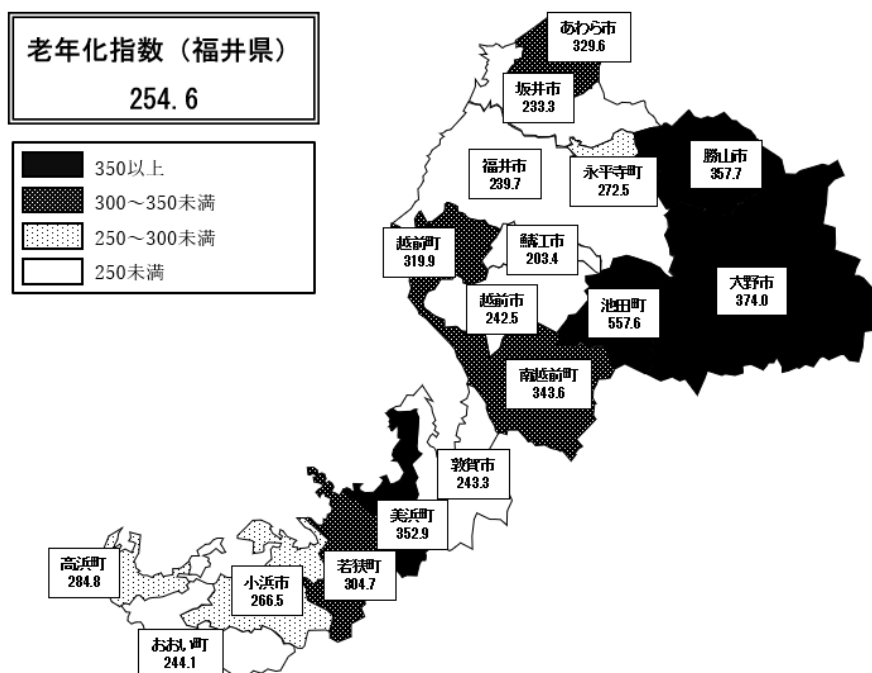 老年化指数（福井県）
254.6
350以上
300～350未満
250～300未満
250未満
あわら市
329.6
坂井市
233.3
福井市
239.7
永平寺町
272.5
勝山市
357.7
越前町
319.9
鯖江市
203.4
越前市
242.5
池田町
557.6
大野市
374.0
南越前町
343.6
敦賀市
243.3
美浜町
352.9
若狭町
304.7
高浜町
284.8
小浜市
266.5
おおい町
244.1